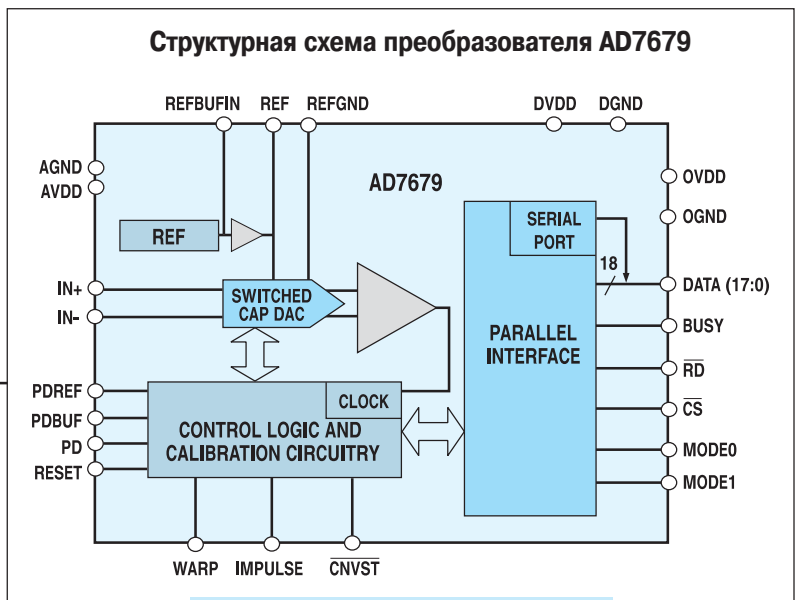 Структурная схема преобразователя AD7679
REFBUFIN REF REFGND DVDD DGND
AGND
AVDD
AD7679
OVDD
OGND
REF
SERIAL
PORT
18
IN+
IN-
SWITCHED
CAP DAC
DATA (17:0)
BUSY
PARALLEL
INTERFACE
RD
CS
MODE0
MODE1
PDREF
PDBUF
PD
RESET
CLOCK
CONTROL LOGIC AND
CALIBRATION CIRCUITRY
WARP IMPULSE CNVST